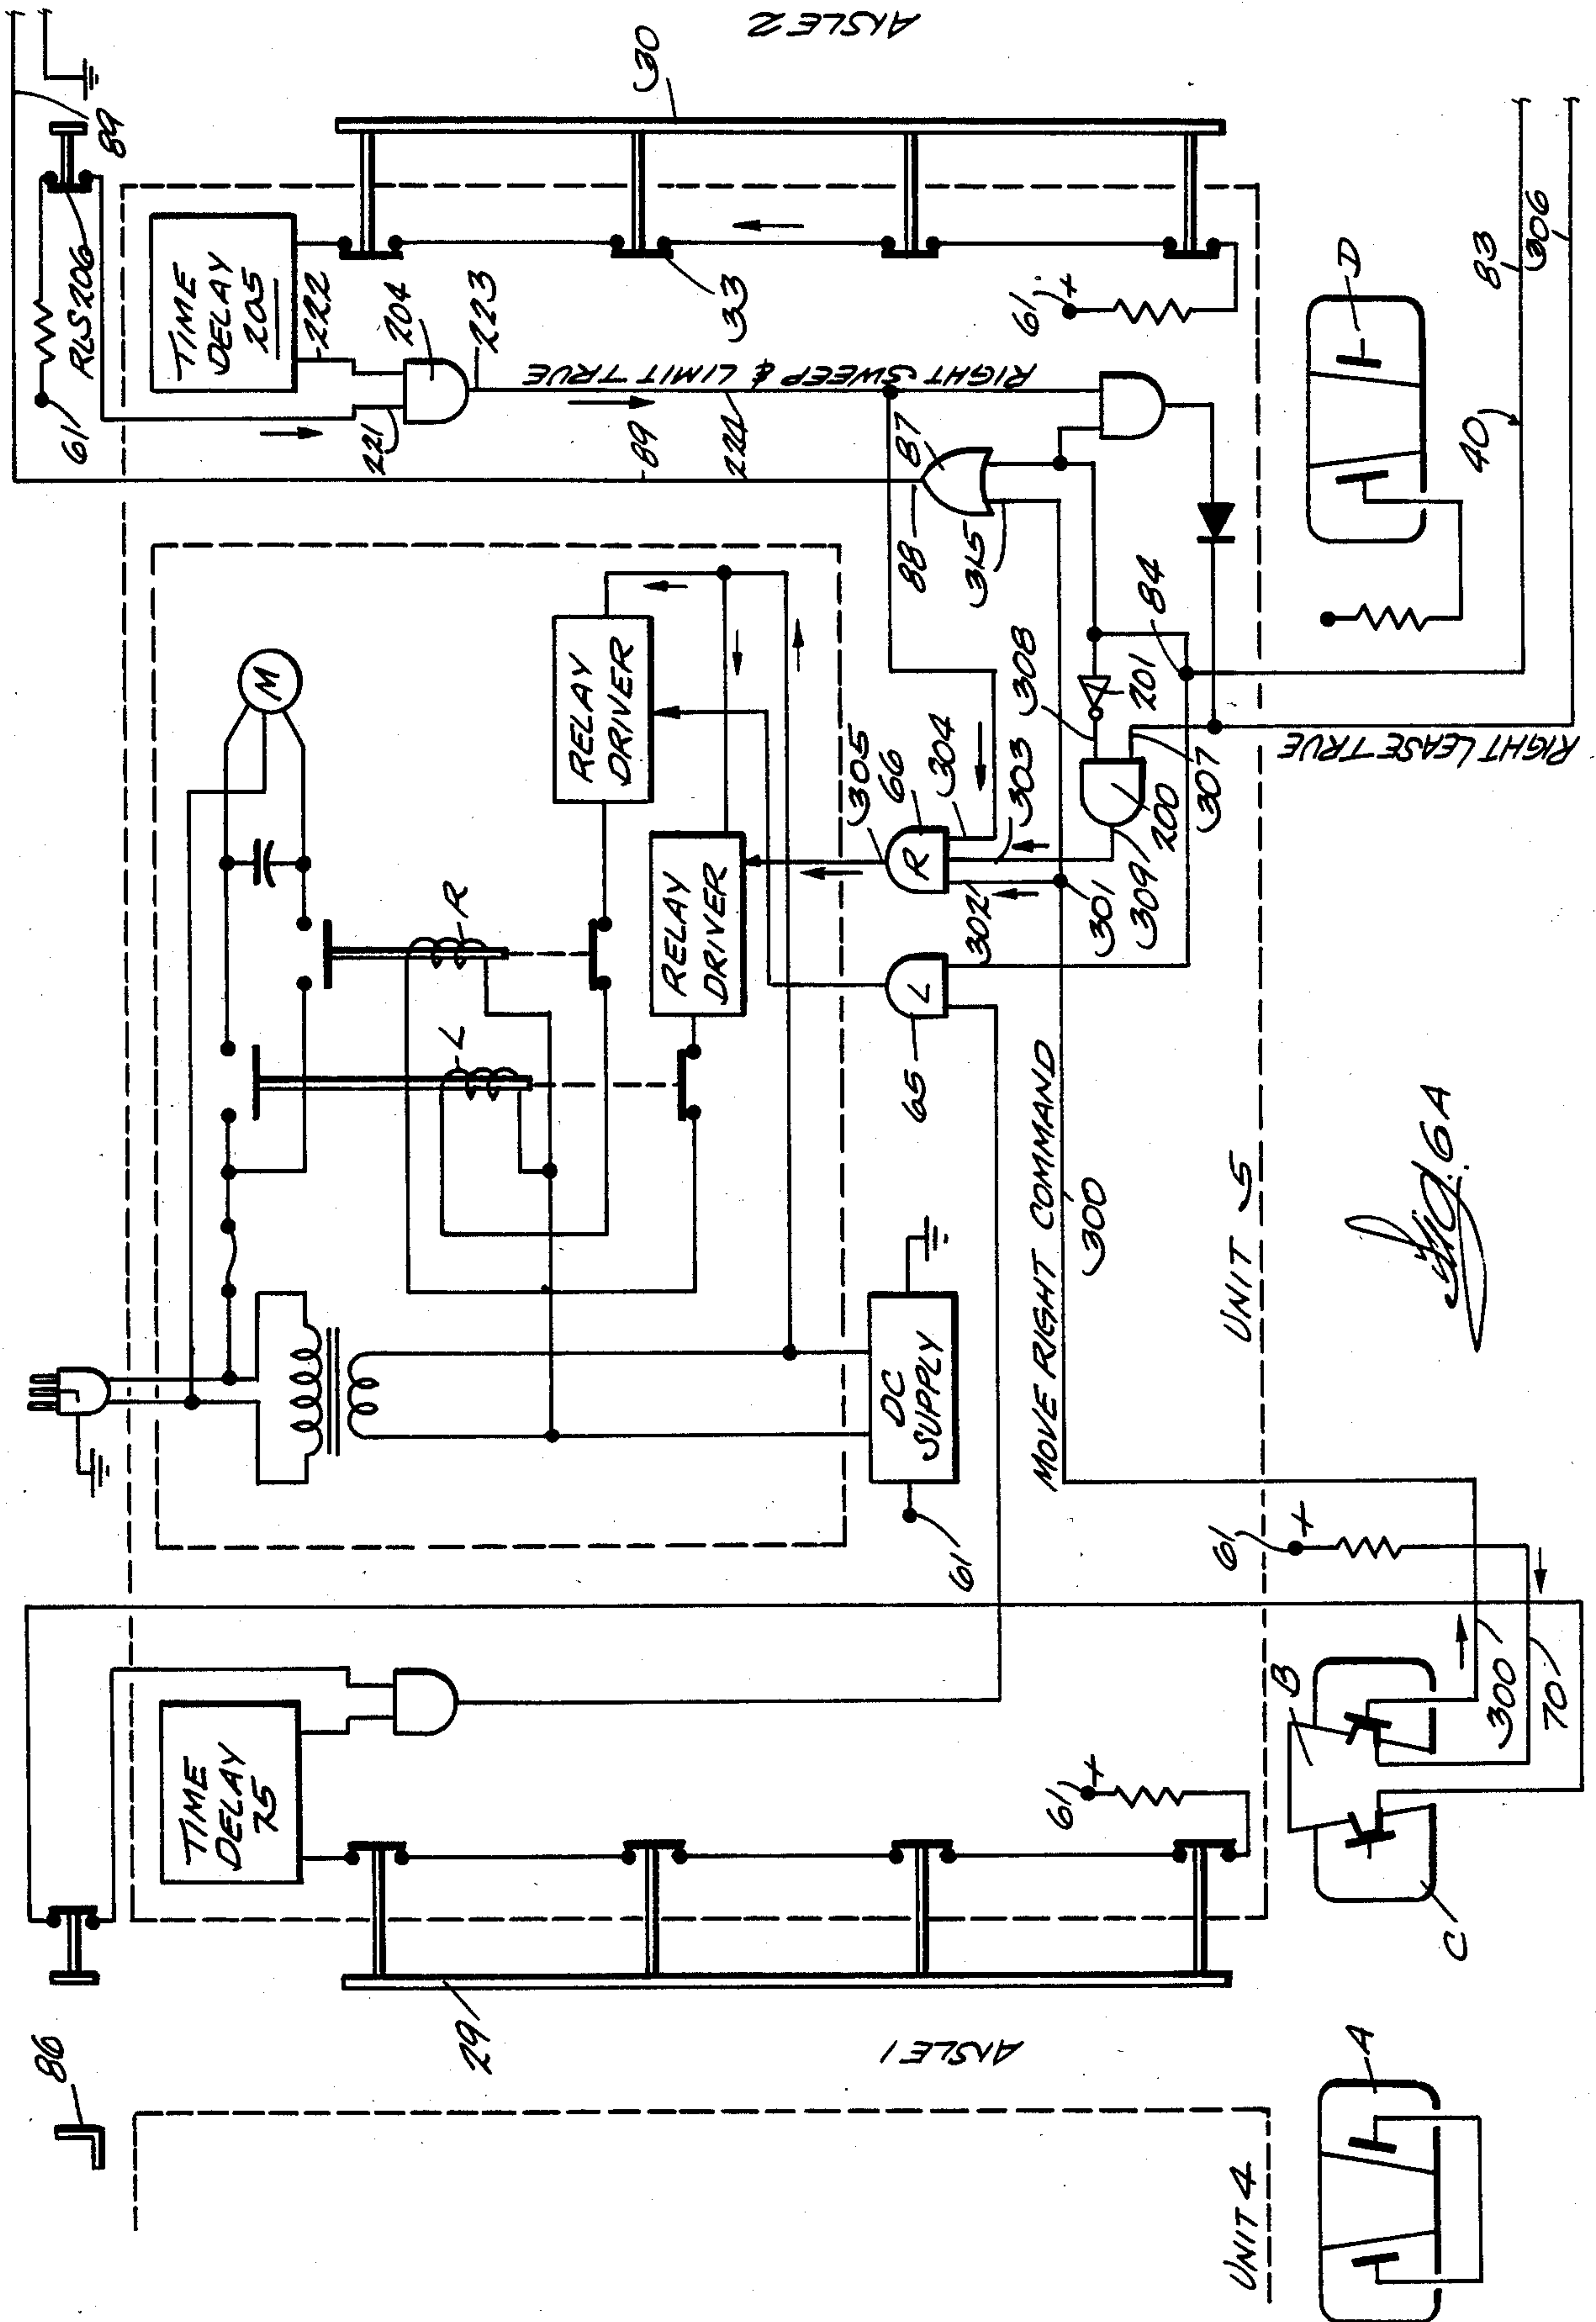 86
29
AISLE 1
UNIT 4
A
TIME
DELAY
75
61
+
C
B
300
70
61
+
61
DC
SUPPLY
MOVE RIGHT COMMAND
300
UNIT 5
FIG. 6A
L
R
M
RELAY
DRIVER
RELAY
DRIVER
L
65
R
66
305
304
303
302
301
308
309
200
307
201
84
88
87
315
89
224
RIGHT SWEEP & LIMIT TRUE
223
221
204
222
TIME
DELAY
205
61
RLS 206
89
33
30
AISLE 2
61
+
RIGHT LEASE TRUE
D
40
83
306